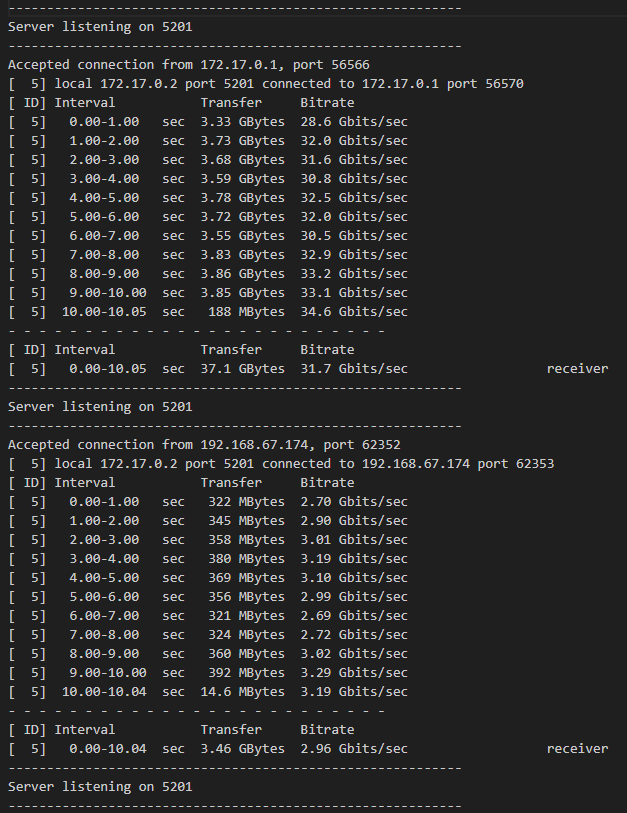 -----------------------------------------------------------
Server listening on 5201
-----------------------------------------------------------
Accepted connection from 172.17.0.1, port 56566
[  5] local 172.17.0.2 port 5201 connected to 172.17.0.1 port 56570
[ ID] Interval           Transfer     Bitrate
[  5]   0.00-1.00   sec  3.33 GBytes  28.6 Gbits/sec
[  5]   1.00-2.00   sec  3.73 GBytes  32.0 Gbits/sec
[  5]   2.00-3.00   sec  3.68 GBytes  31.6 Gbits/sec
[  5]   3.00-4.00   sec  3.59 GBytes  30.8 Gbits/sec
[  5]   4.00-5.00   sec  3.78 GBytes  32.5 Gbits/sec
[  5]   5.00-6.00   sec  3.72 GBytes  32.0 Gbits/sec
[  5]   6.00-7.00   sec  3.55 GBytes  30.5 Gbits/sec
[  5]   7.00-8.00   sec  3.83 GBytes  32.9 Gbits/sec
[  5]   8.00-9.00   sec  3.86 GBytes  33.2 Gbits/sec
[  5]   9.00-10.00  sec  3.85 GBytes  33.1 Gbits/sec
[  5]  10.00-10.05  sec   188 MBytes  34.6 Gbits/sec
- - - - - - - - - - - - - - - - - - - - - - - - -
[ ID] Interval           Transfer     Bitrate
[  5]   0.00-10.05  sec  37.1 GBytes  31.7 Gbits/sec                  receiver
-----------------------------------------------------------
Server listening on 5201
-----------------------------------------------------------
Accepted connection from 192.168.67.174, port 62352
[  5] local 172.17.0.2 port 5201 connected to 192.168.67.174 port 62353
[ ID] Interval           Transfer     Bitrate
[  5]   0.00-1.00   sec   322 MBytes  2.70 Gbits/sec
[  5]   1.00-2.00   sec   345 MBytes  2.90 Gbits/sec
[  5]   2.00-3.00   sec   358 MBytes  3.01 Gbits/sec
[  5]   3.00-4.00   sec   380 MBytes  3.19 Gbits/sec
[  5]   4.00-5.00   sec   369 MBytes  3.10 Gbits/sec
[  5]   5.00-6.00   sec   356 MBytes  2.99 Gbits/sec
[  5]   6.00-7.00   sec   321 MBytes  2.69 Gbits/sec
[  5]   7.00-8.00   sec   324 MBytes  2.72 Gbits/sec
[  5]   8.00-9.00   sec   360 MBytes  3.02 Gbits/sec
[  5]   9.00-10.00  sec   392 MBytes  3.29 Gbits/sec
[  5]  10.00-10.04  sec  14.6 MBytes  3.19 Gbits/sec
- - - - - - - - - - - - - - - - - - - - - - - - -
[ ID] Interval           Transfer     Bitrate
[  5]   0.00-10.04  sec  3.46 GBytes  2.96 Gbits/sec                  receiver
-----------------------------------------------------------
Server listening on 5201
-----------------------------------------------------------